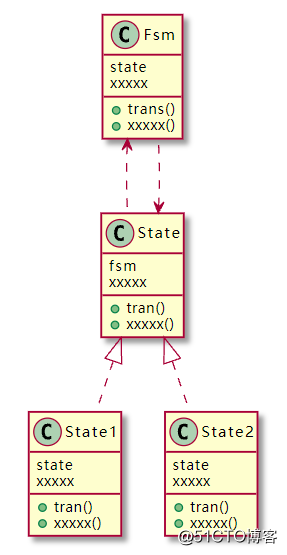 C Fsm
state
xxxxx
trans()
xxxxx()
C State
fsm
xxxxx
tran()
xxxxx()
C State1
state
xxxxx
tran()
xxxxx()
C State2
state
xxxxx
tran()
xxxxx()
@51CTO博客